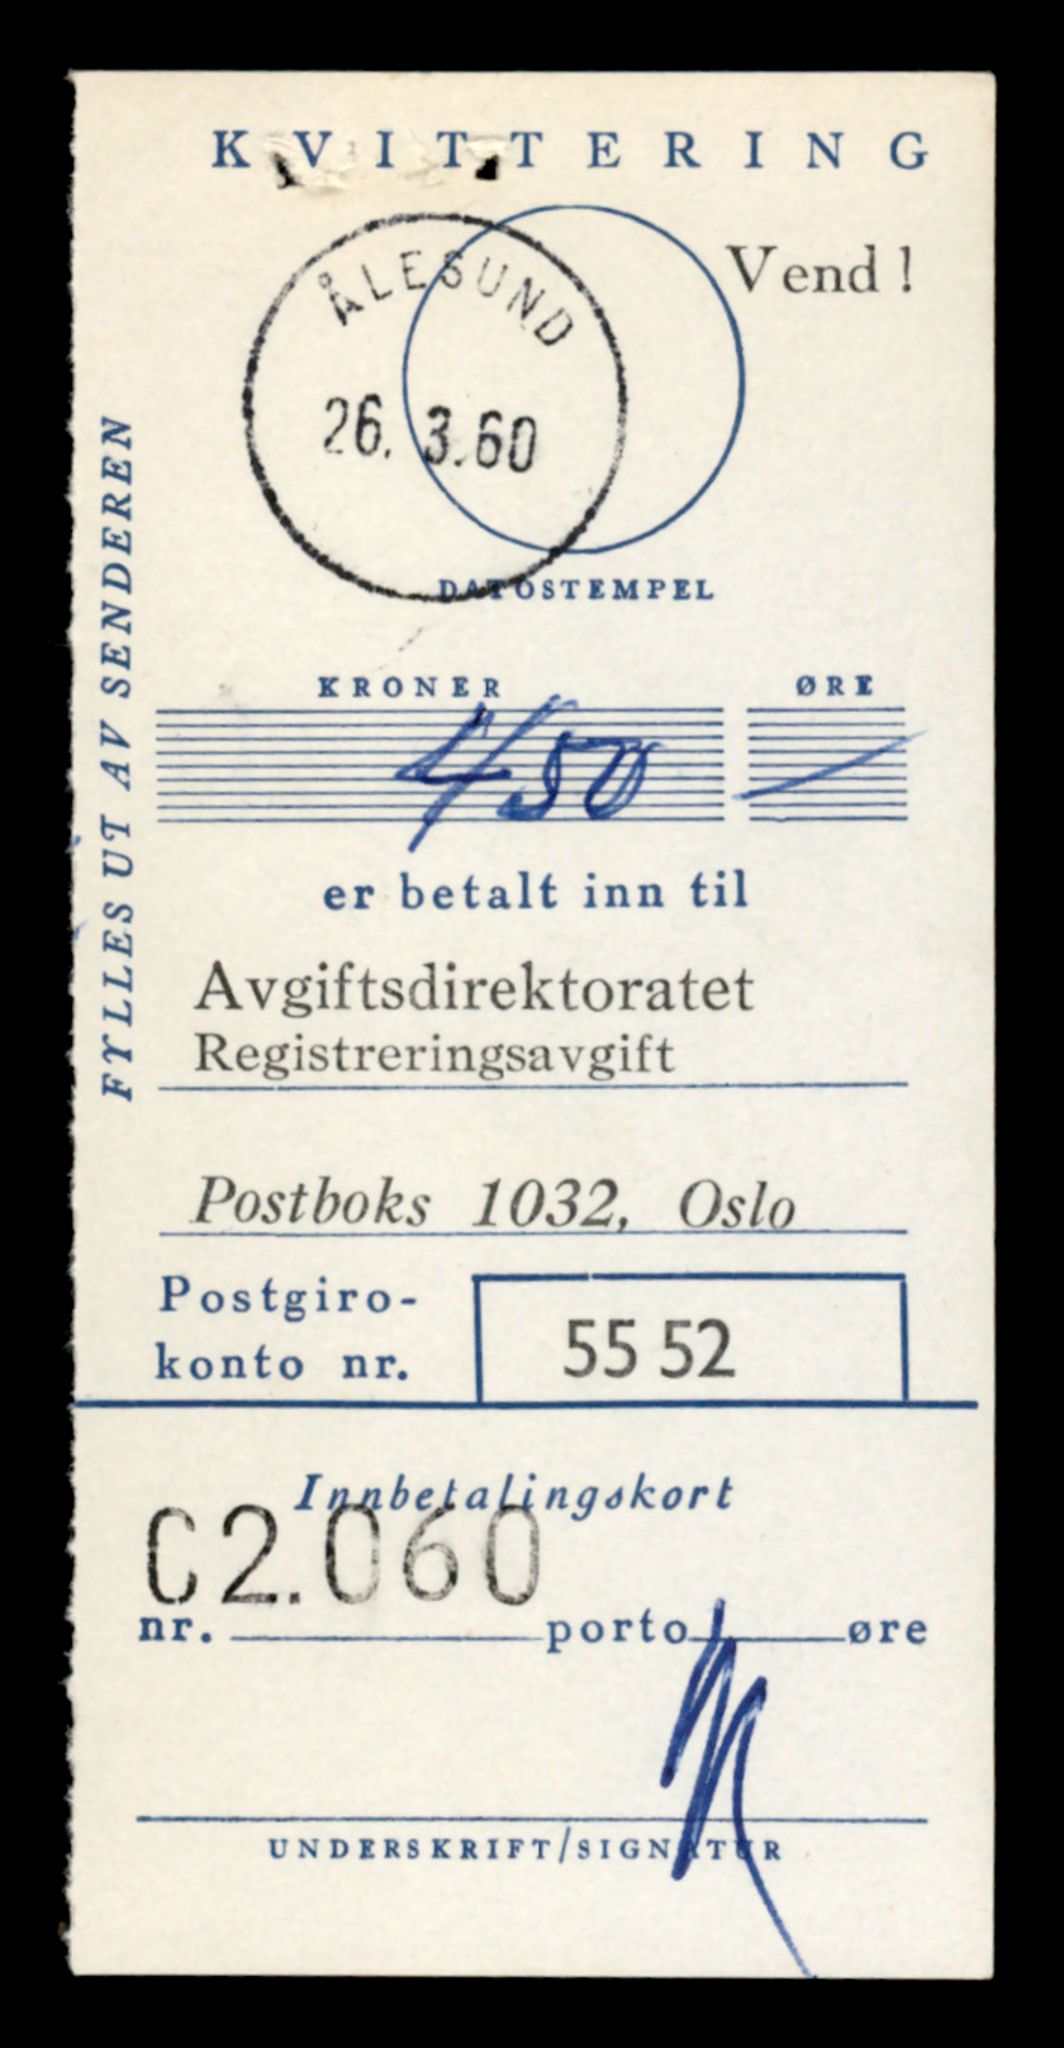 KVITTERING
Vend!
ÅLESUND
26. 3.60
DATOSTEMPEL
FYLLES UT AV SENDEREN
KRONER ØRE
450 —
er betalt inn til
Avgiftsdirektoratet
Registreringsavgift
Postboks 1032, Oslo
Postgiro-
konto nr. 55 52
Innbetalingskort
C2.060
nr. porto øre
UNDERSKRIFT/SIGNATUR